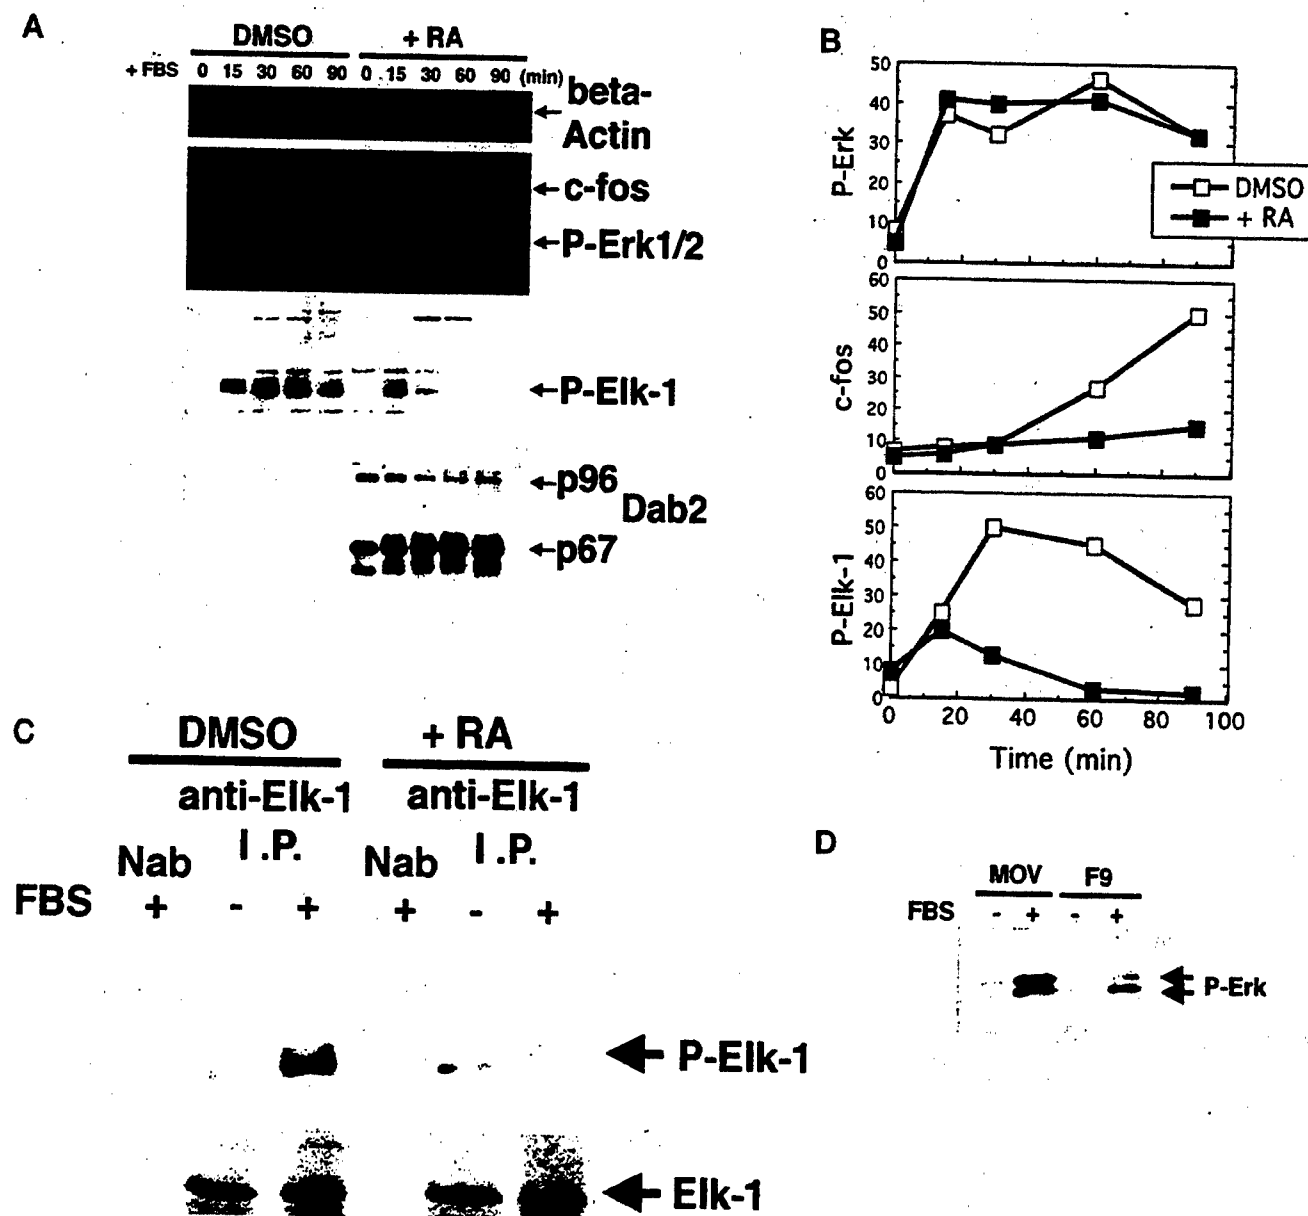 A
DMSO + RA
+ FBS 0 15 30 60 90 0 15 30 60 90 (min)
beta-
Actin
c-fos
P-Erk1/2
P-Elk-1
p96
Dab2
p67
B
50
40
30
20
10
0
P-Erk
DMSO
+ RA
60
50
40
30
20
10
0
c-fos
60
50
40
30
20
10
0
P-Elk-1
0 20 40 60 80 100
Time (min)
C
DMSO + RA
anti-Elk-1 anti-Elk-1
Nab I.P. Nab I.P.
FBS + - + + - +
P-Elk-1
Elk-1
D
MOV F9
FBS - + - +
P-Erk